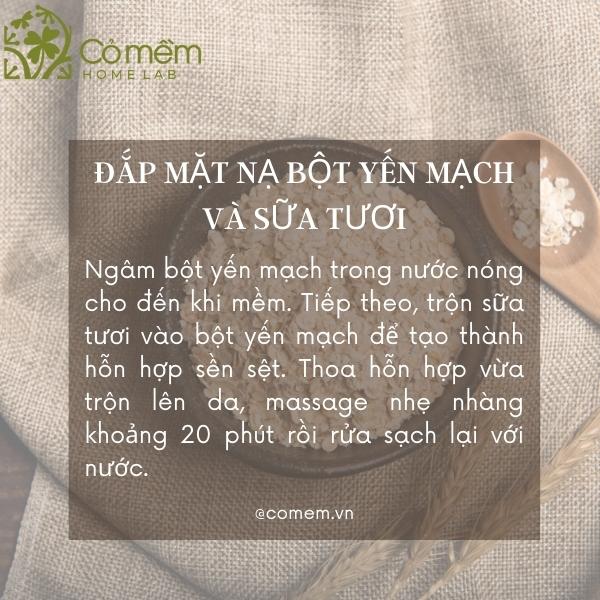 Cỏ mềm
HOME LAB
ĐẮP MẶT NẠ BỘT YẾN MẠCH
VÀ SỮA TƯƠI
Ngâm bột yến mạch trong nước nóng
cho đến khi mềm. Tiếp theo, trộn sữa
tươi vào bột yến mạch để tạo thành
hỗn hợp sền sệt. Thoa hỗn hợp vừa
trộn lên da, massage nhẹ nhàng
khoảng 20 phút rồi rửa sạch lại với
nước.
@comem.vn